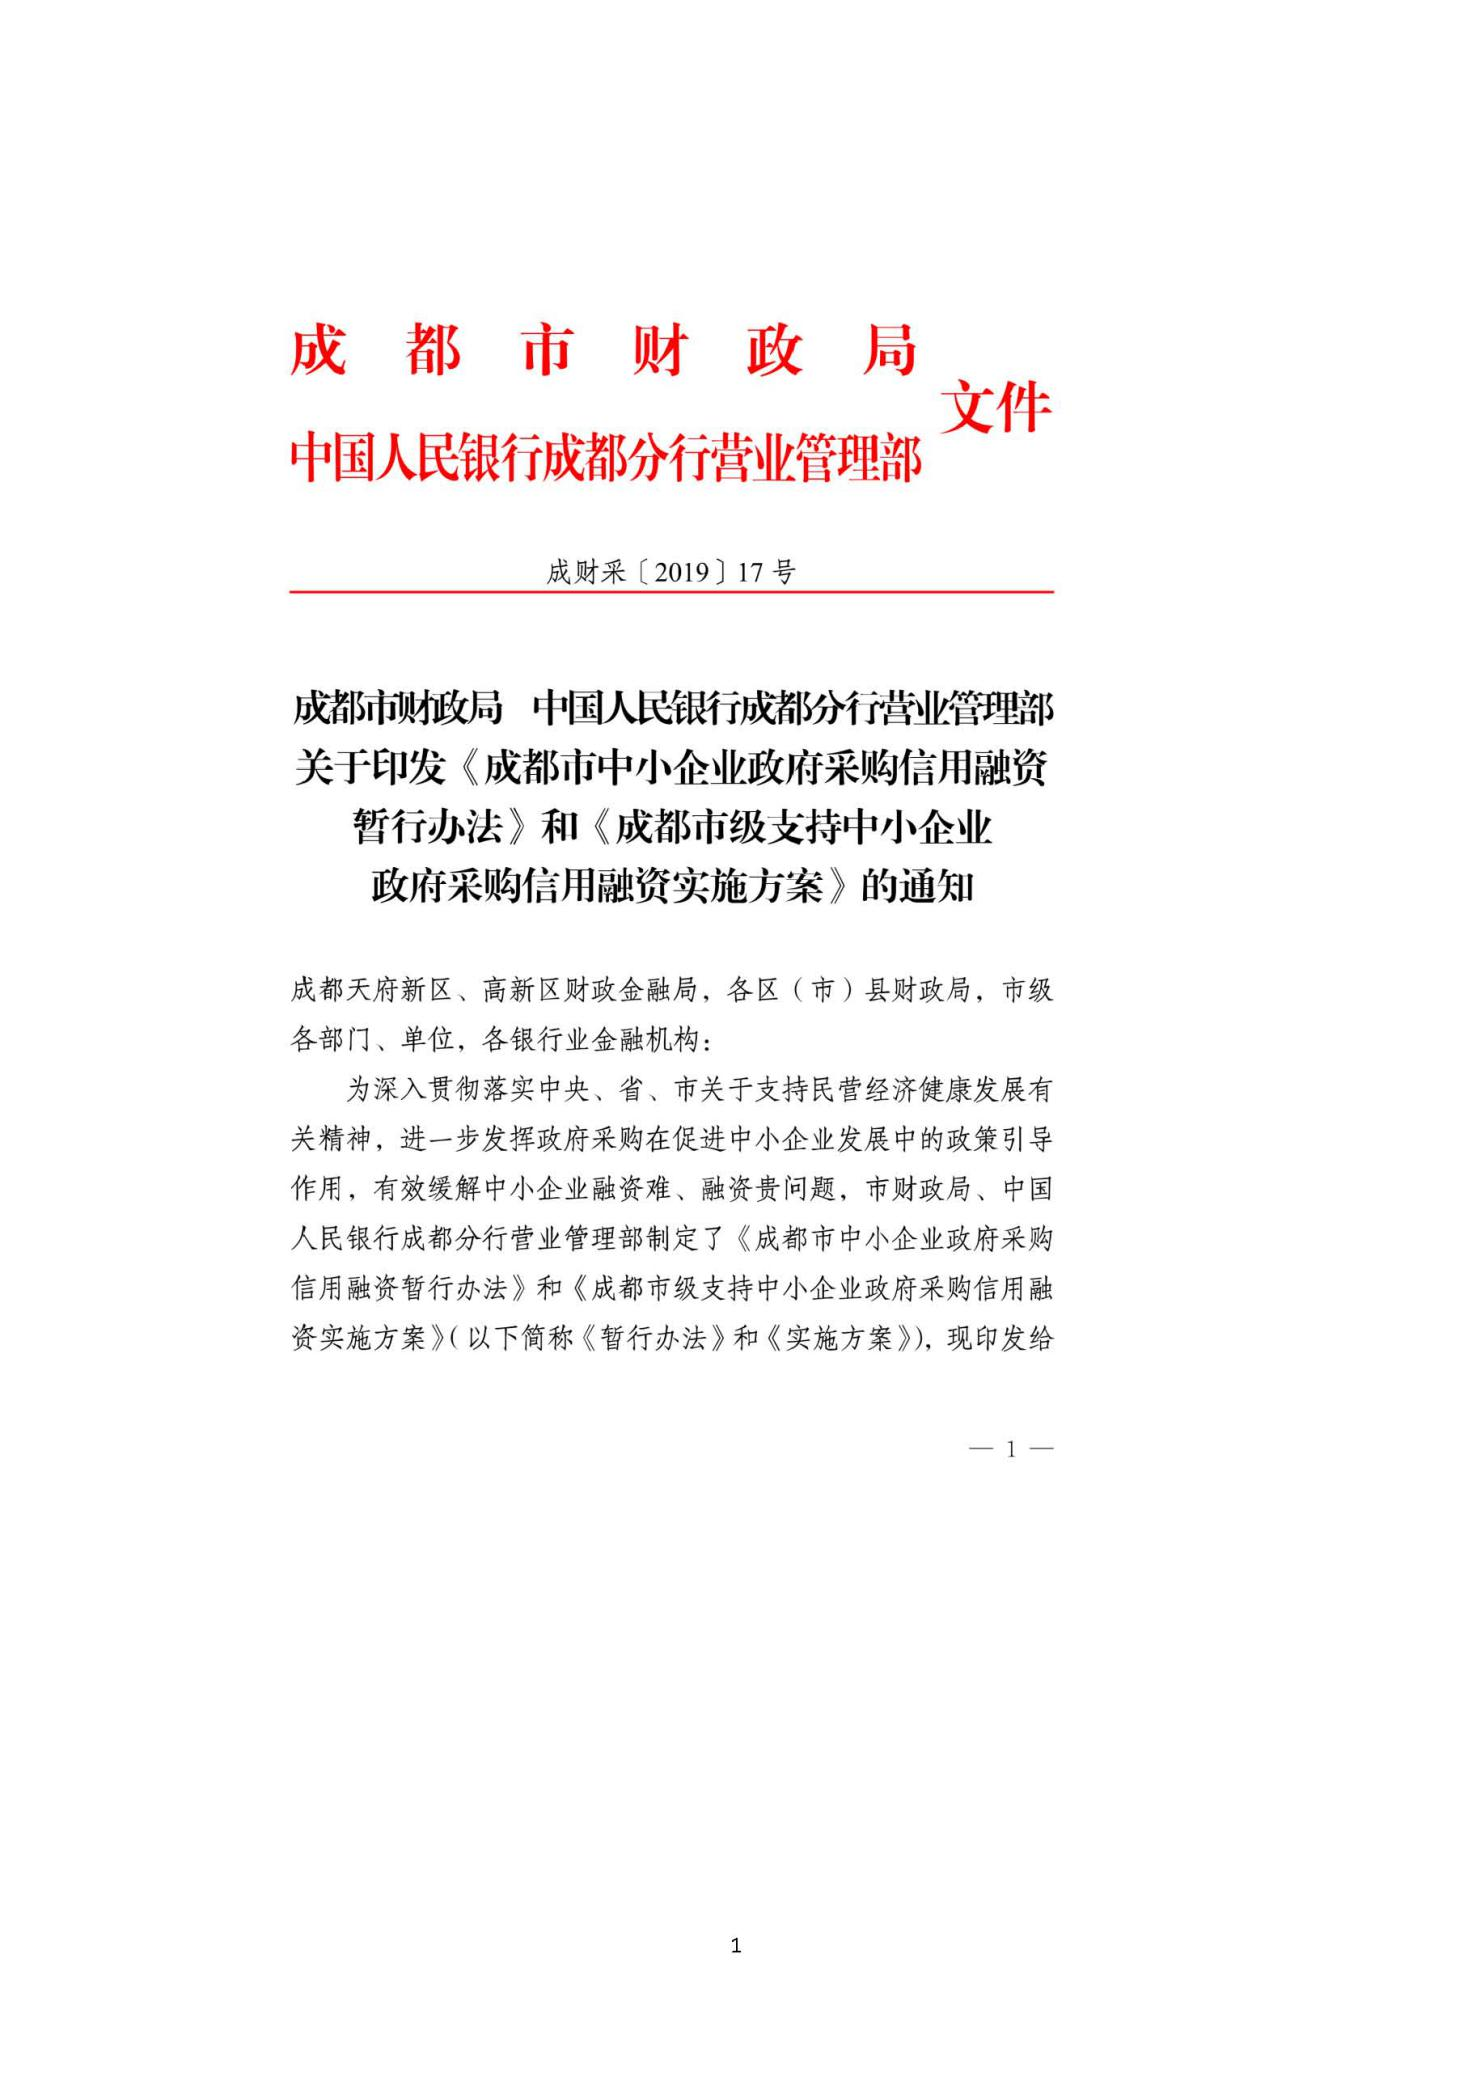 成都市财政局
文件
中国人民银行成都分行营业管理部
成财采〔2019〕17号
成都市财政局 中国人民银行成都分行营业管理部
关于印发《成都市中小企业政府采购信用融资
暂行办法》和《成都市级支持中小企业
政府采购信用融资实施方案》的通知
成都天府新区、高新区财政金融局，各区（市）县财政局，市级
各部门、单位，各银行业金融机构：
为深入贯彻落实中央、省、市关于支持民营经济健康发展有
关精神，进一步发挥政府采购在促进中小企业发展中的政策引导
作用，有效缓解中小企业融资难、融资贵问题，市财政局、中国
人民银行成都分行营业管理部制定了《成都市中小企业政府采购
信用融资暂行办法》和《成都市级支持中小企业政府采购信用融
资实施方案》（以下简称《暂行办法》和《实施方案》），现印发给
— 1 —
1